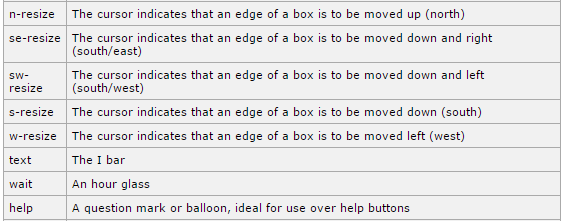 n-resize The cursor indicates that an edge of a box is to be moved up (north)
se-resize The cursor indicates that an edge of a box is to be moved down and right
(south/east)
sw- The cursor indicates that an edge of a box is to be moved down and left
resize (south/west)
s-resize The cursor indicates that an edge of a box is to be moved down (south)
w-resize The cursor indicates that an edge of a box is to be moved left (west)
text The I bar
wait An hour glass
help A question mark or balloon, ideal for use over help buttons